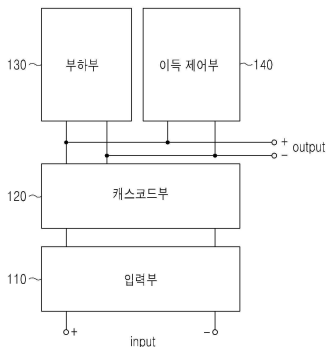 130
부하부
이득 제어부
140
+
output
−
120
캐스코드부
110
입력부
+
−
input